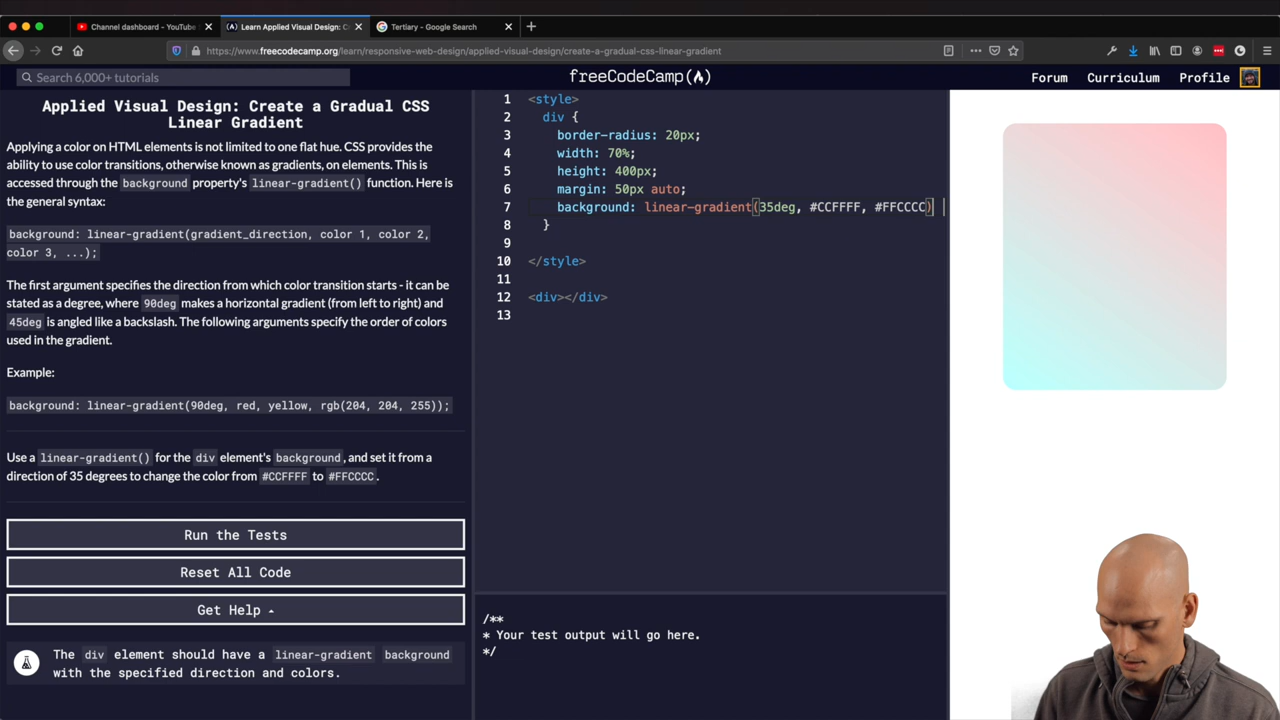 Channel dashboard - YouTube
Learn Applied Visual Design: C
Tertiary - Google Search
https://www.freecodecamp.org/learn/responsive-web-design/applied-visual-design/create-a-gradual-css-linear-gradient
Search 6,000+ tutorials
freeCodeCamp
Forum
Curriculum
Profile
Applied Visual Design: Create a Gradual CSS
Linear Gradient
Applying a color on HTML elements is not limited to one flat hue. CSS provides the
ability to use color transitions, otherwise known as gradients, on elements. This is
accessed through the background property's linear-gradient() function. Here is
the general syntax:
background: linear-gradient(gradient_direction, color 1, color 2,
color 3, ...);
The first argument specifies the direction from which color transition starts - it can be
stated as a degree, where 90deg makes a horizontal gradient (from left to right) and
45deg is angled like a backslash. The following arguments specify the order of colors
used in the gradient.
Example:
background: linear-gradient(90deg, red, yellow, rgb(204, 204, 255));
Use a linear-gradient() for the div element's background, and set it from a
direction of 35 degrees to change the color from #CCFFFF to #FFCCCC.
Run the Tests
Reset All Code
Get Help
The div element should have a linear-gradient background
with the specified direction and colors.
1 <style>
2 div {
3 border-radius: 20px;
4 width: 70%;
5 height: 400px;
6 margin: 50px auto;
7 background: linear-gradient(35deg, #CCFFFF, #FFCCCC)
8 }
9
10 </style>
11
12 <div></div>
13
/**
* Your test output will go here.
*/